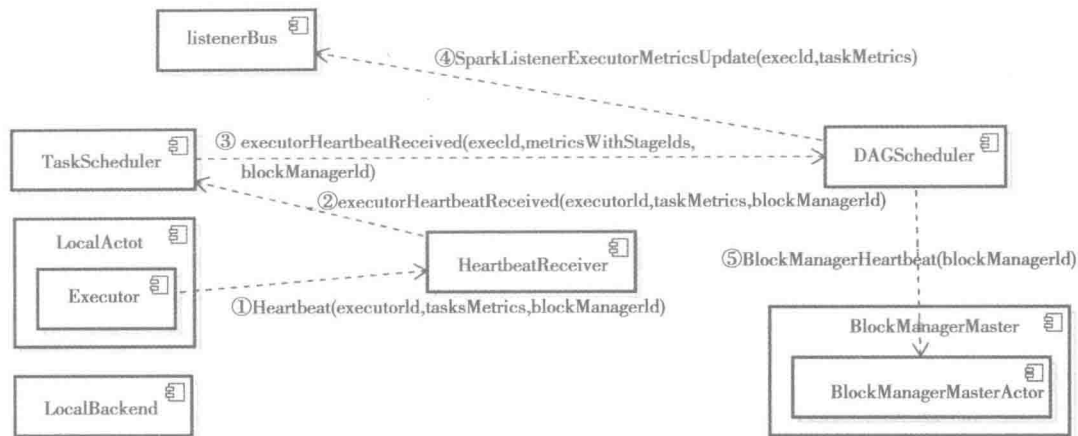 listenerBus
④SparkListenerExecutorMetricsUpdate(execId,taskMetrics)
③ executorHeartbeatReceived(execId,metricsWithStageIds,
blockManagerId)
TaskScheduler
DAGScheduler
②executorHeartbeatReceived(executorId,taskMetrics,blockManagerId)
LocalActot
HeartbeatReceiver
⑤BlockManagerHeartbeat(blockManagerId)
Executor
①Heartbeat(executorId,tasksMetrics,blockManagerId)
BlockManagerMaster
BlockManagerMasterActor
LocalBackend